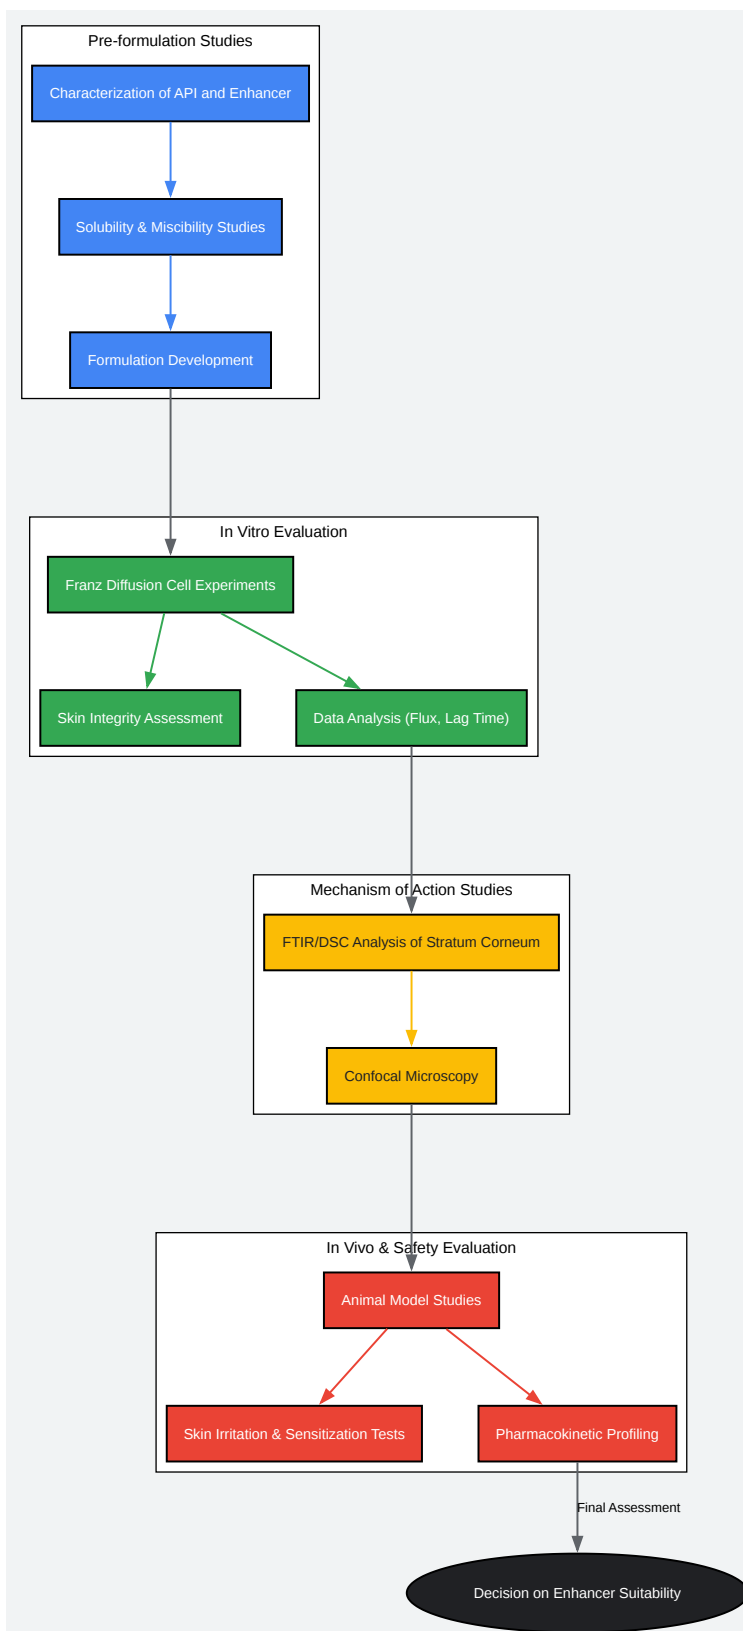 Pre-formulation Studies
Characterization of API and Enhancer
Solubility & Miscibility Studies
Formulation Development
In Vitro Evaluation
Franz Diffusion Cell Experiments
Skin Integrity Assessment
Data Analysis (Flux, Lag Time)
Mechanism of Action Studies
FTIR/DSC Analysis of Stratum Corneum
Confocal Microscopy
In Vivo & Safety Evaluation
Animal Model Studies
Skin Irritation & Sensitization Tests
Pharmacokinetic Profiling
Final Assessment
Decision on Enhancer Suitability